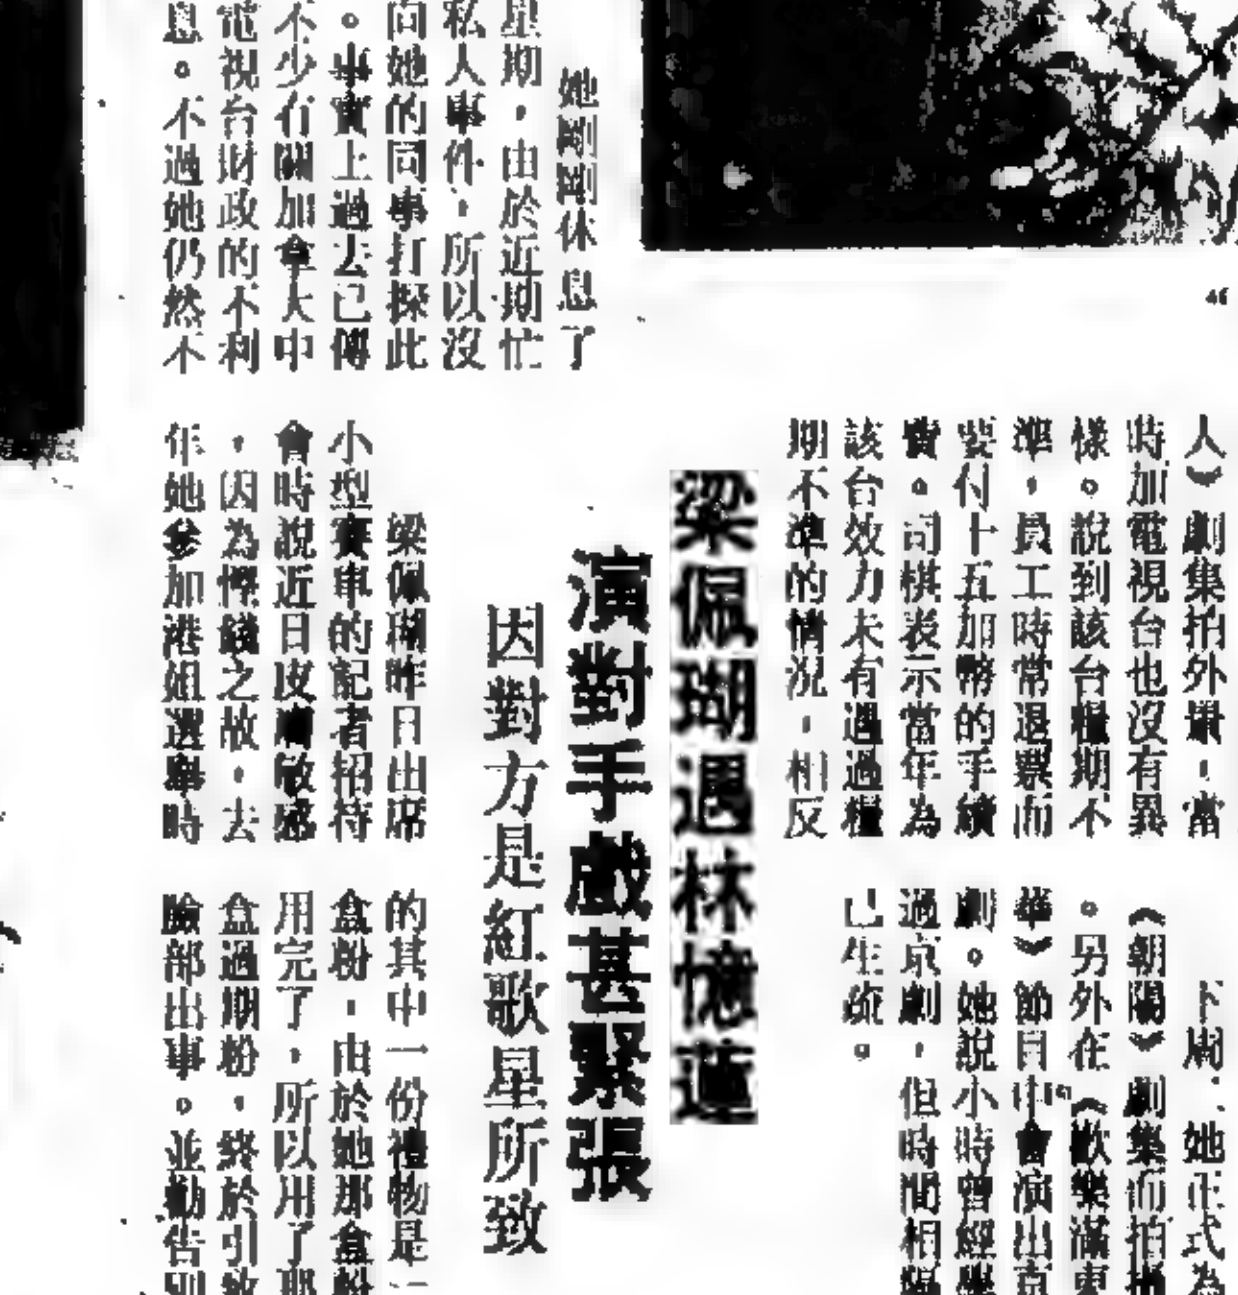 她剛剛休息了
星期，由於近期忙
私人事件，所以沒
向她的同事打探此
。事實上過去已傳
不少有關加拿大中
電視台財政的不利
息。不過她仍然不
人》劇集拍外景，當
時加電視台也沒有異
樣。說到該台糧期不
準，員工時常退票而
要付十五加幣的手續
費。司棋表示當年為
該台效力未有遇過糧
期不準的情況，相反
下周，她正式為
《朝陽》劇集而拍
。另外在《歡樂滿東
華》節目中會演出京
劇。她說小時曾經學
過京劇，但時間相隔
已生疏。
梁佩瑚遇林憶蓮
演對手戲甚緊張
因對方是紅歌星所致
梁佩瑚昨日出席
小型賽車的記者招待
會時說近日皮膚敏感
，因為慳錢之故，去
年她參加港姐選舉時
的其中一份禮物是一
盒粉，由於她那盒粉
用完了，所以用了那
盒過期粉，終於引致
臉部出事。並勸告別